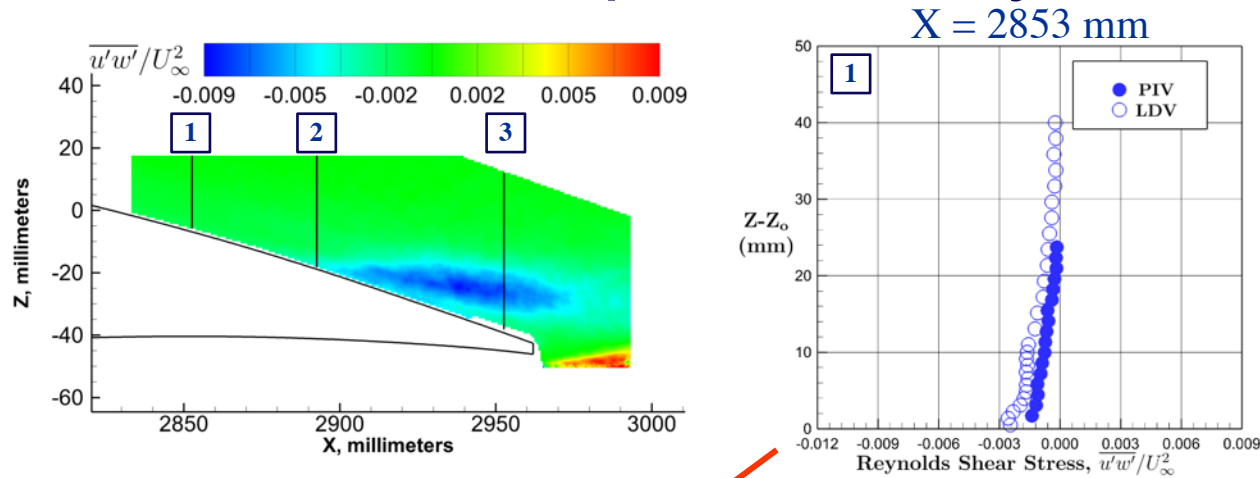 X = 2853 mm
u'w'/U∞²
-0.009 -0.005 -0.002 0.002 0.005 0.009
1 2 3
40
20
0
-20
-40
-60
Z, millimeters
2850 2900 2950 3000
X, millimeters
1
PIV
LDV
50
40
30
20
10
0
Z-Zo
(mm)
-0.012 -0.009 -0.006 -0.003 0.000 0.003 0.006 0.009
Reynolds Shear Stress, u'w'/U∞²